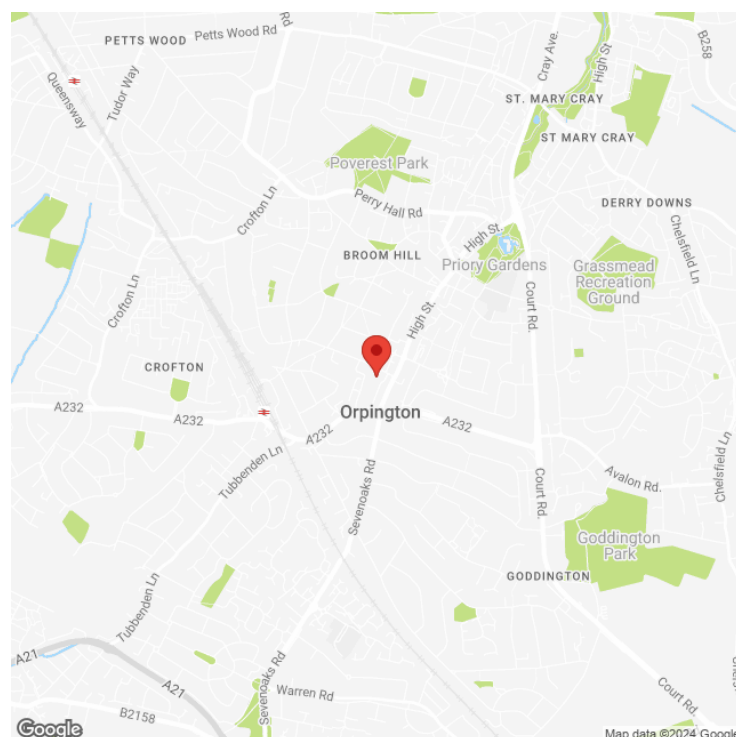 PETTS WOOD
Petts Wood Rd
Rd
Cray Ave.
High St
B258
Queensway
Tudor Way
ST. MARY CRAY
ST MARY CRAY
Poverest Park
Crofton Ln
Perry Hall Rd
DERRY DOWNS
High St.
Chelsfield Ln
BROOM HILL
Priory Gardens
Grassmead
Recreation
Ground
Crofton Ln
High St.
Court Rd.
CROFTON
Orpington
A232
A232
A232
A232
Tubbenden Ln
Sevenoaks Rd
Court Rd.
Avalon Rd.
Chelsfield Ln
Goddington
Park
GODDINGTON
Tubbenden Ln
A21
A21
Sevenoaks Rd
Warren Rd
Court Rd.
B2158
Google
Map data ©2024 Google